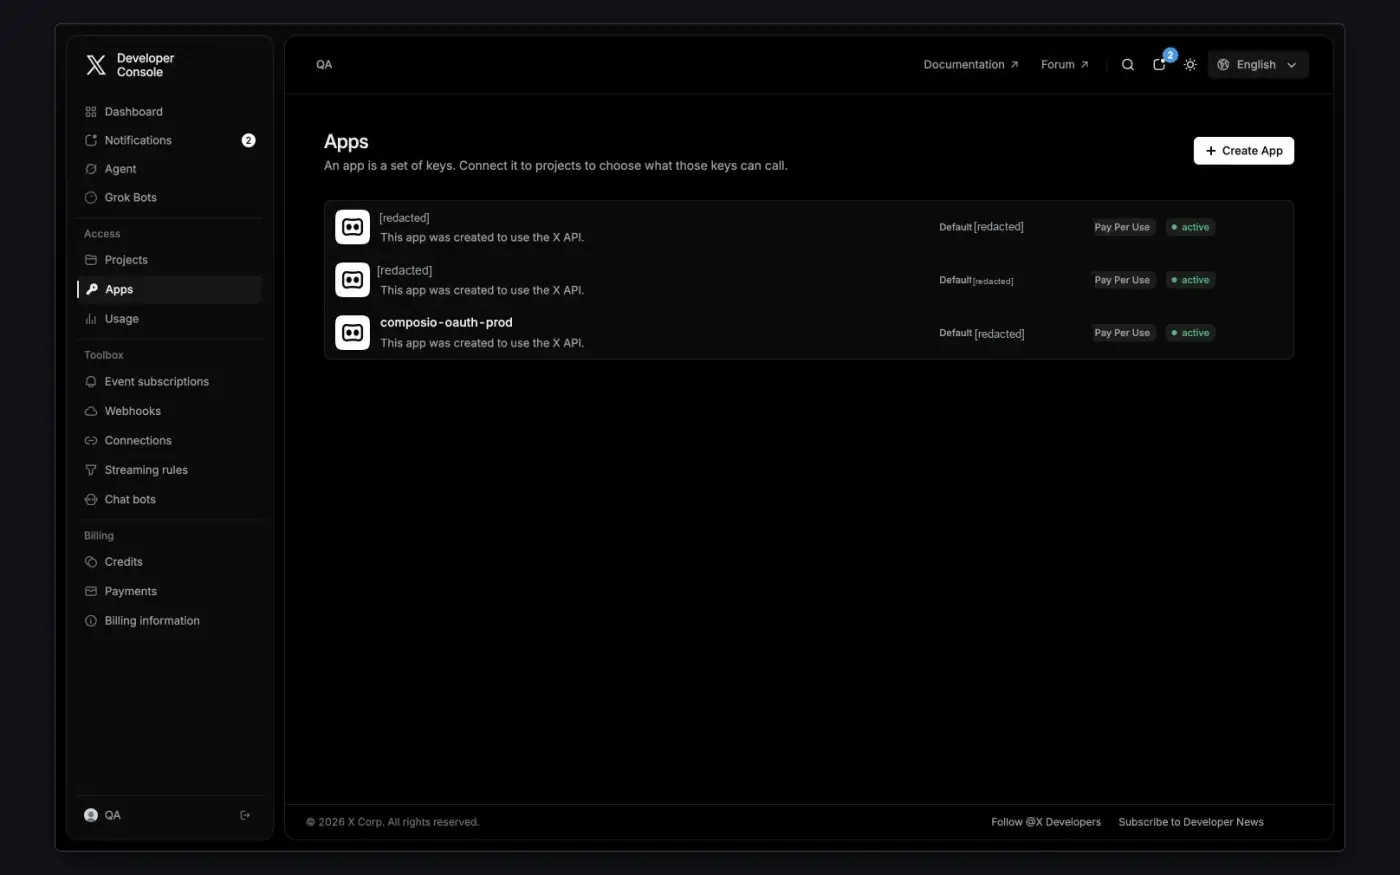 Developer
Console
Dashboard
Notifications 2
Agent
Grok Bots
Access
Projects
Apps
Usage
Toolbox
Event subscriptions
Webhooks
Connections
Streaming rules
Chat bots
Billing
Credits
Payments
Billing information
QA
QA
Documentation Forum 2 English
Apps
An app is a set of keys. Connect it to projects to choose what those keys can call.
+ Create App
[redacted]
This app was created to use the X API.
Default [redacted] Pay Per Use active
[redacted]
This app was created to use the X API.
Default [redacted] Pay Per Use active
composio-oauth-prod
This app was created to use the X API.
Default [redacted] Pay Per Use active
© 2026 X Corp. All rights reserved.
Follow @X Developers Subscribe to Developer News